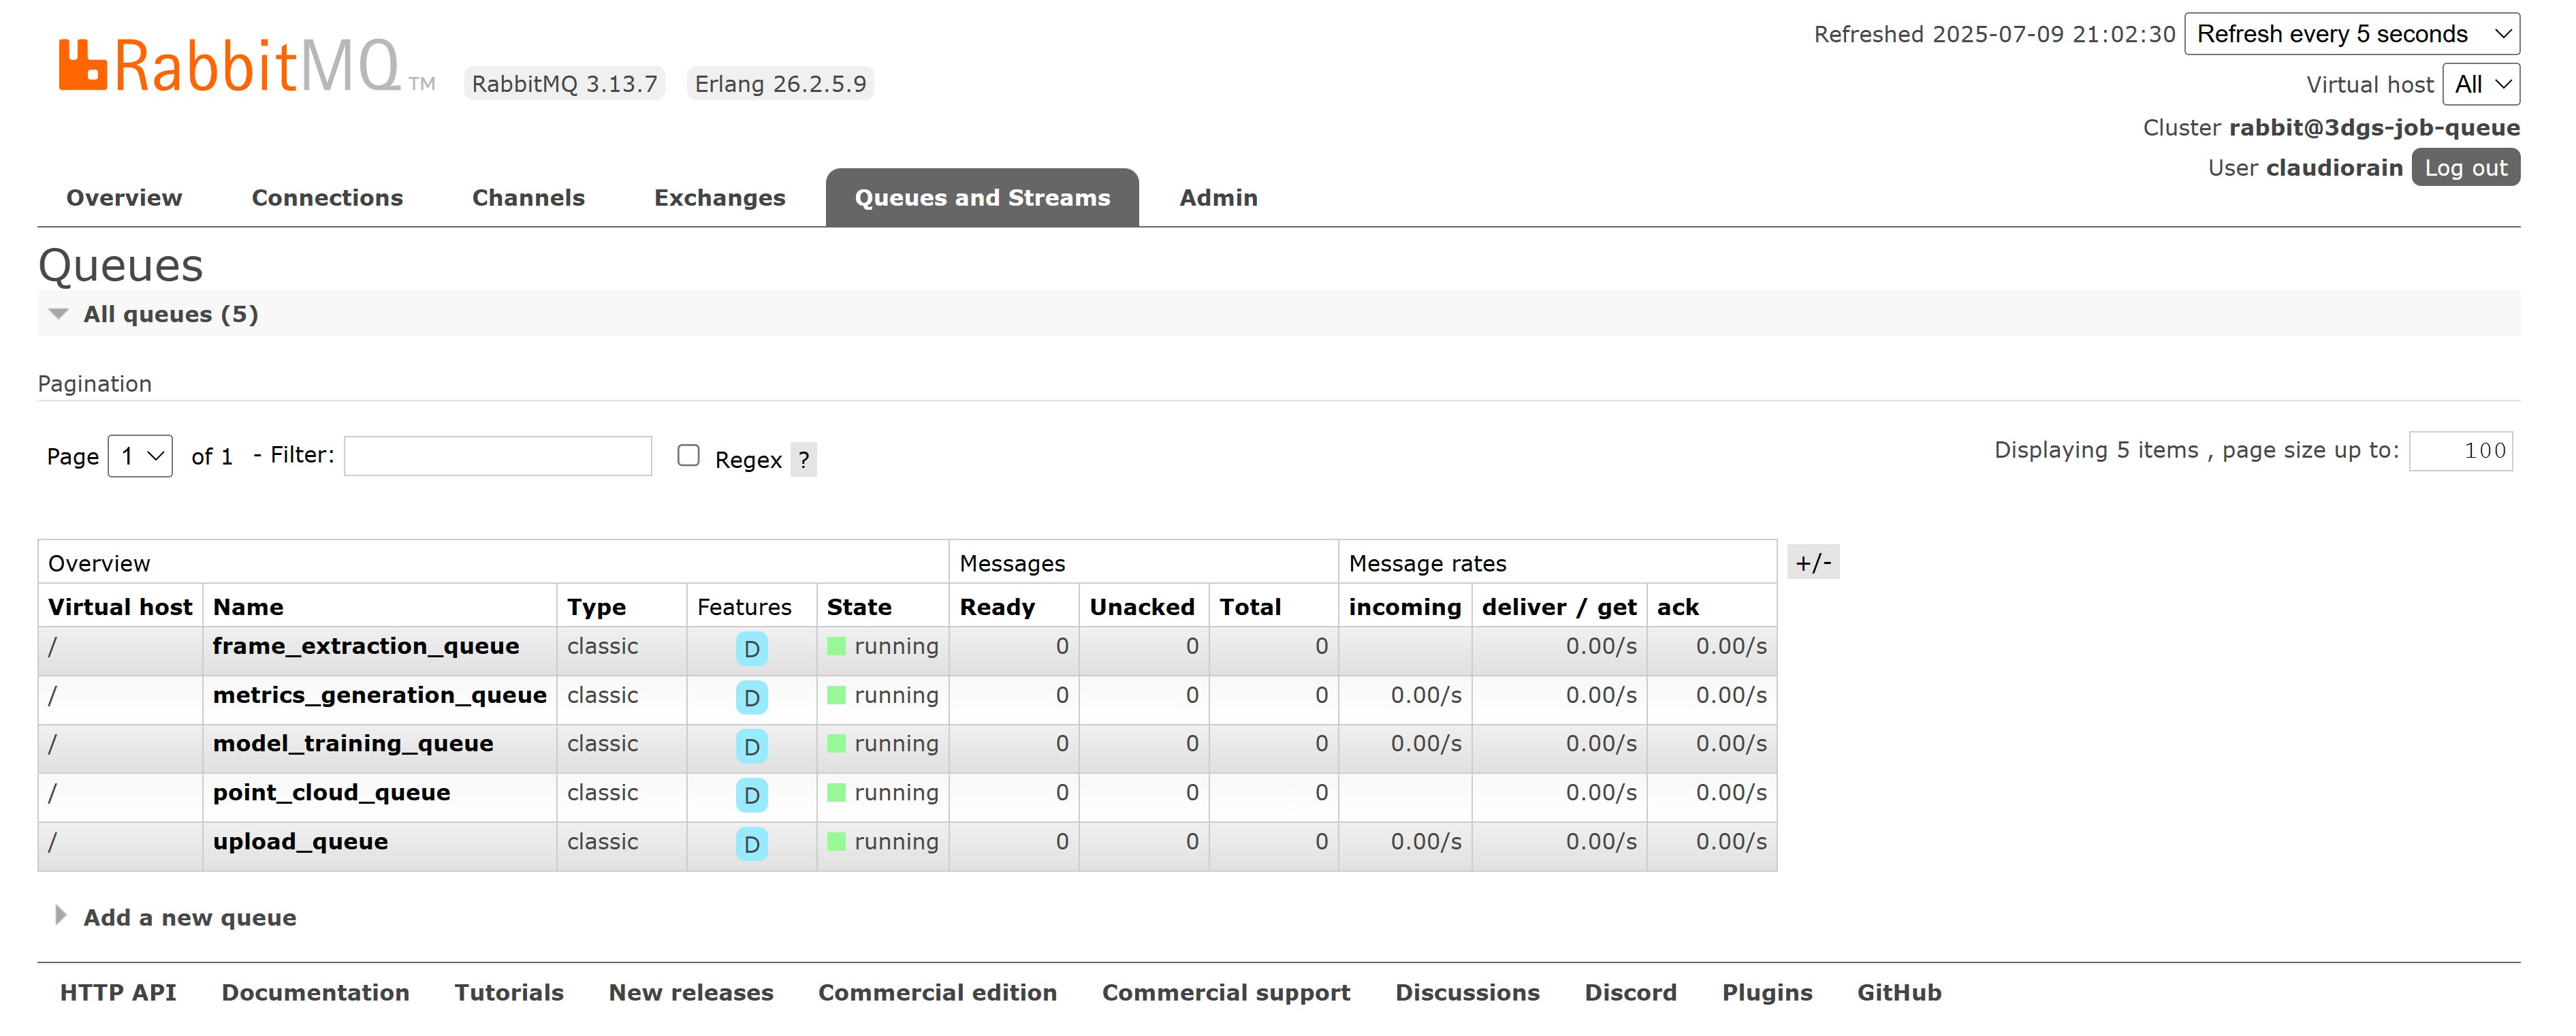 Refreshed 2025-07-09 21:02:30 Refresh every 5 seconds
RabbitMQ TM RabbitMQ 3.13.7 Erlang 26.2.5.9
Virtual host All
Cluster rabbit@3dgs-job-queue
User claudiorain Log out
Overview Connections Channels Exchanges Queues and Streams Admin
Queues
All queues (5)
Pagination
Page 1 of 1 - Filter: Regex ? Displaying 5 items , page size up to: 100
Overview Messages Message rates +/-
Virtual host Name Type Features State Ready Unacked Total incoming deliver / get ack
/ frame_extraction_queue classic D running 0 0 0 0.00/s 0.00/s
/ metrics_generation_queue classic D running 0 0 0 0.00/s 0.00/s 0.00/s
/ model_training_queue classic D running 0 0 0 0.00/s 0.00/s 0.00/s
/ point_cloud_queue classic D running 0 0 0 0.00/s 0.00/s
/ upload_queue classic D running 0 0 0 0.00/s 0.00/s 0.00/s
Add a new queue
HTTP API Documentation Tutorials New releases Commercial edition Commercial support Discussions Discord Plugins GitHub